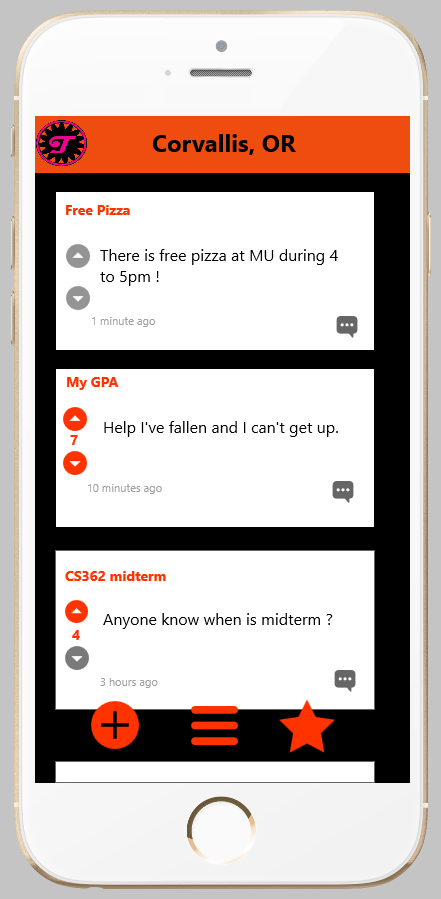 T
Corvallis, OR
Free Pizza
There is free pizza at MU during 4
to 5pm !
1 minute ago
My GPA
7
Help I've fallen and I can't get up.
10 minutes ago
CS362 midterm
4
Anyone know when is midterm ?
3 hours ago